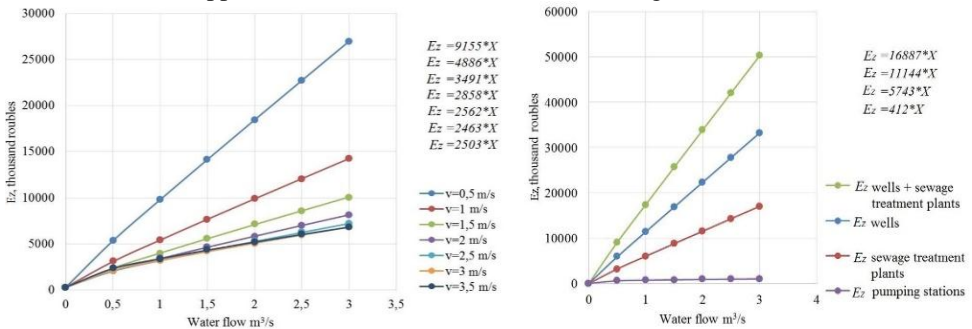 Ez, thousand roubles
30000
25000
20000
15000
10000
5000
0
0
0,5
1
1,5
2
2,5
3
3,5
Water flow m³/s
Ez =9155*X
Ez =4886*X
Ez =3491*X
Ez =2858*X
Ez =2562*X
Ez =2463*X
Ez =2503*X
v=0,5 m/s
v=1 m/s
v=1,5 m/s
v=2 m/s
v=2,5 m/s
v=3 m/s
v=3,5 m/s
Ez, thousand roubles
60000
50000
40000
30000
20000
10000
0
0
1
2
3
4
Water flow m³/s
Ez =16887*X
Ez =11144*X
Ez =5743*X
Ez =412*X
Ez wells + sewage
treatment plants
Ez wells
Ez sewage treatment
plants
Ez pumping stations